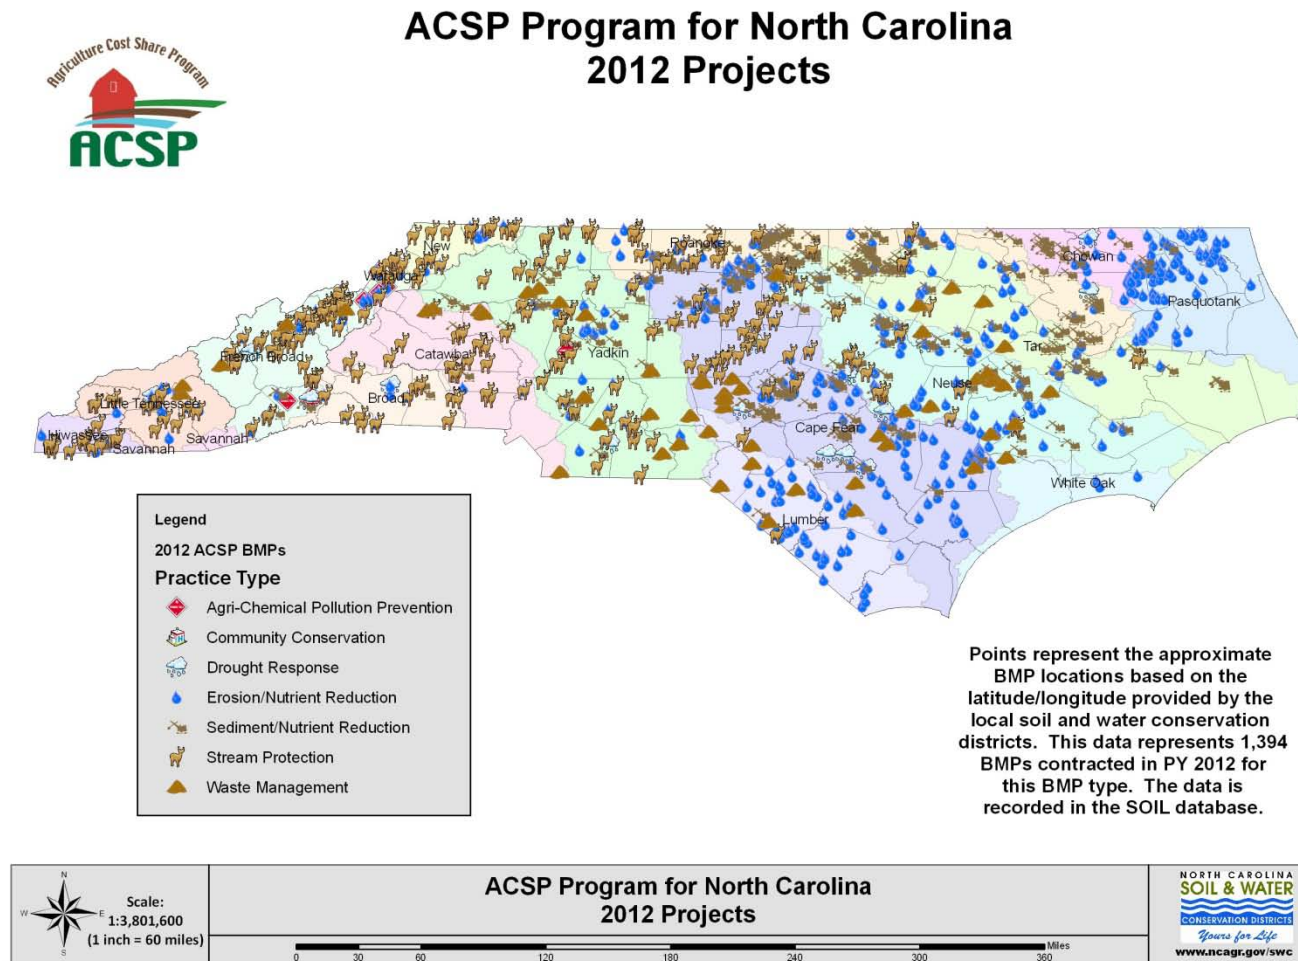 ACSP Program for North Carolina
2012 Projects
Agriculture Cost Share Program
ACSP
New
Roanoke
Chowan
Watauga
Pasquotank
French Broad
Catawba
Yadkin
Tar
Little Tennessee
Broad
Neuse
Hiwassee
Savannah
Savannah
Cape Fear
White Oak
Lumber
Legend
2012 ACSP BMPs
Practice Type
Agri-Chemical Pollution Prevention
Community Conservation
Drought Response
Erosion/Nutrient Reduction
Sediment/Nutrient Reduction
Stream Protection
Waste Management
Points represent the approximate
BMP locations based on the
latitude/longitude provided by the
local soil and water conservation
districts. This data represents 1,394
BMPs contracted in PY 2012 for
this BMP type. The data is
recorded in the SOIL database.
N
W
E
S
Scale:
1:3,801,600
(1 inch = 60 miles)
ACSP Program for North Carolina
2012 Projects
Miles
0 30 60 120 180 240 300 360
NORTH CAROLINA
SOIL & WATER
CONSERVATION DISTRICTS
Yours for Life
www.ncagr.gov/swc